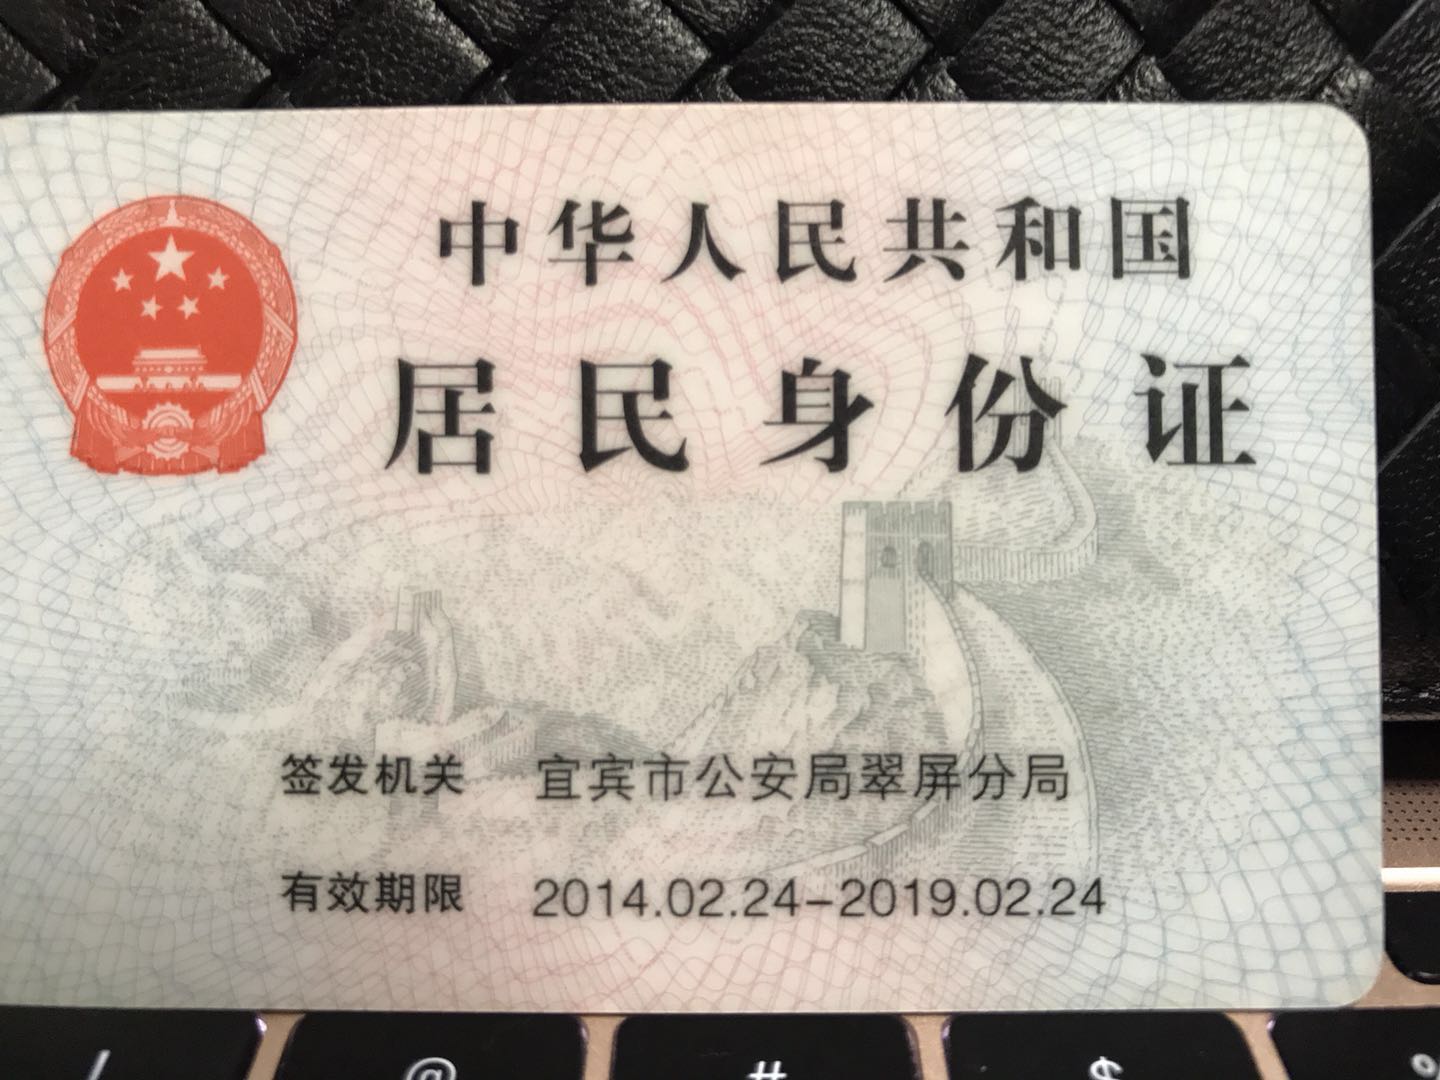 中华人民共和国
居民身份证
签发机关 宜宾市公安局翠屏分局
有效期限 2014.02.24-2019.02.24
/ @ # $ %